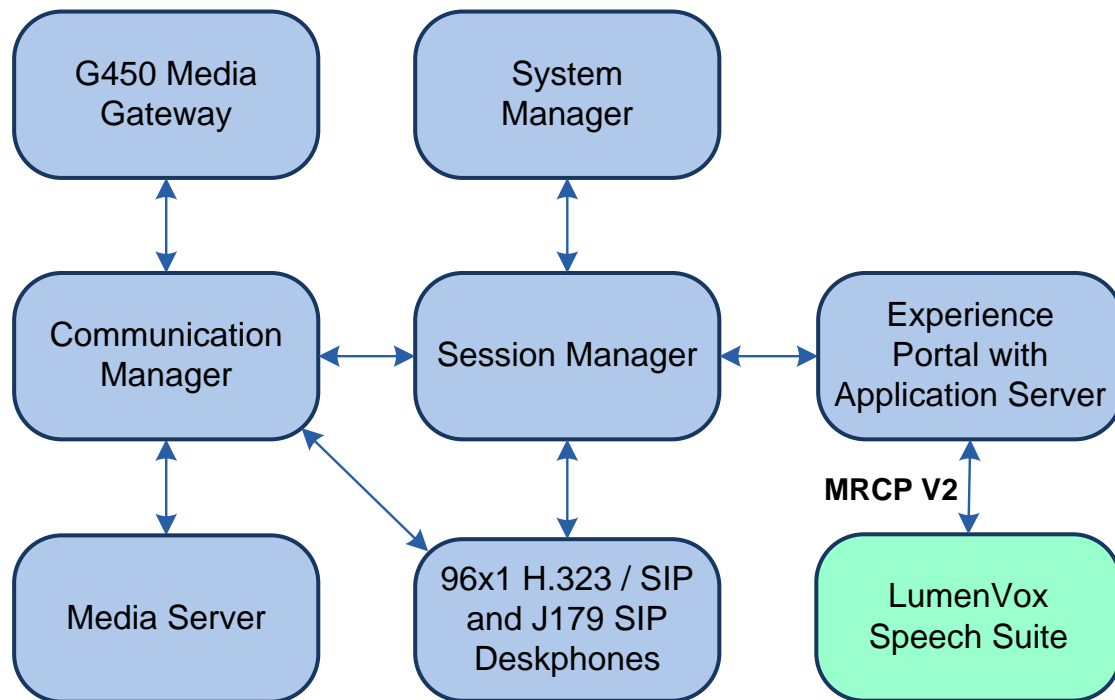 G450 Media
Gateway
System
Manager
Communication
Manager
Session Manager
Experience
Portal with
Application Server
MRCP V2
Media Server
96x1 H.323 / SIP
and J179 SIP
Deskphones
LumenVox
Speech Suite